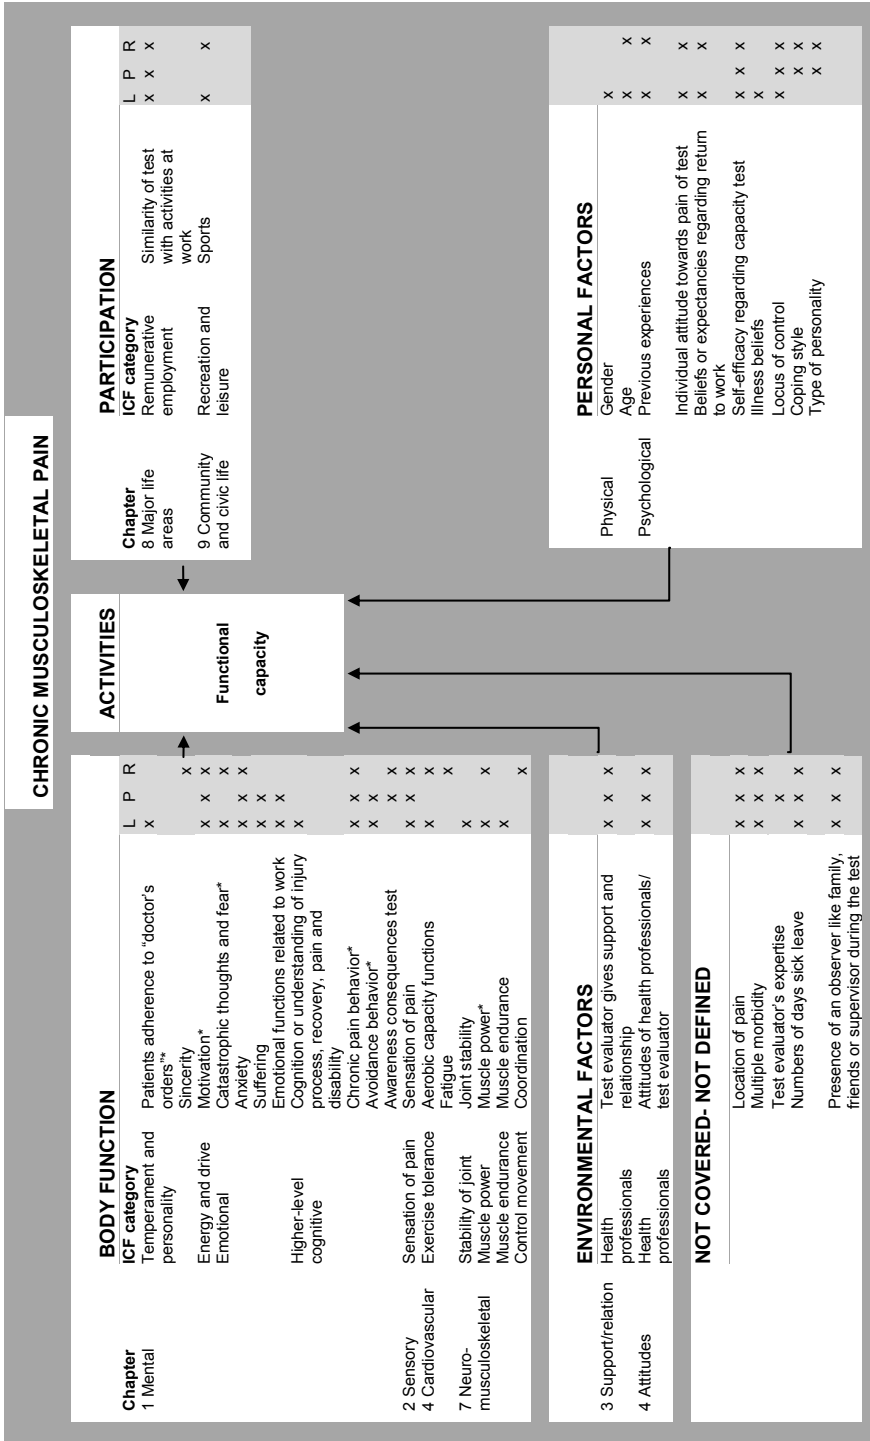 CHRONIC MUSCULOSKELETAL PAIN
BODY FUNCTION
Chapter ICF category L P R
1 Mental Temperament and Patients adherence to “doctor’s x
personality orders”*
Sincerity x
Energy and drive Motivation* x x x
Emotional Catastrophic thoughts and fear* x x x
Anxiety x x x
Suffering x x
Emotional functions related to work x x
Higher-level Cognition or understanding of injury x
cognitive process, recovery, pain and
disability
Chronic pain behavior* x x x
Avoidance behavior* x x
Awareness consequences test x
2 Sensory Sensation of pain Sensation of pain x x x
4 Cardiovascular Exercise tolerance Aerobic capacity functions x x
Fatigue x
7 Neuro- Stability of joint Joint stability x
musculoskeletal Muscle power Muscle power* x x
Muscle endurance Muscle endurance x
Control movement Coordination x
ACTIVITIES
Functional
capacity
PARTICIPATION
Chapter ICF category L P R
8 Major life Remunerative Similarity of test x x x
areas employment with activities at
work
9 Community Recreation and Sports x x
and civic life leisure
ENVIRONMENTAL FACTORS
3 Support/relation Health Test evaluator gives support and x x x
professionals relationship
4 Attitudes Health Attitudes of health professionals/ x x x
professionals test evaluator
NOT COVERED- NOT DEFINED
Location of pain x x x
Multiple morbidity x x x
Test evaluator’s expertise x
Numbers of days sick leave x x
Presence of an observer like family, x x x
friends or supervisor during the test
PERSONAL FACTORS
Physical Gender x
Age x x
Psychological Previous experiences x x
Individual attitude towards pain of test x x
Beliefs or expectancies regarding return x x
to work
Self-efficacy regarding capacity test x x x
Illness beliefs x
Locus of control x x x
Coping style x x
Type of personality x x